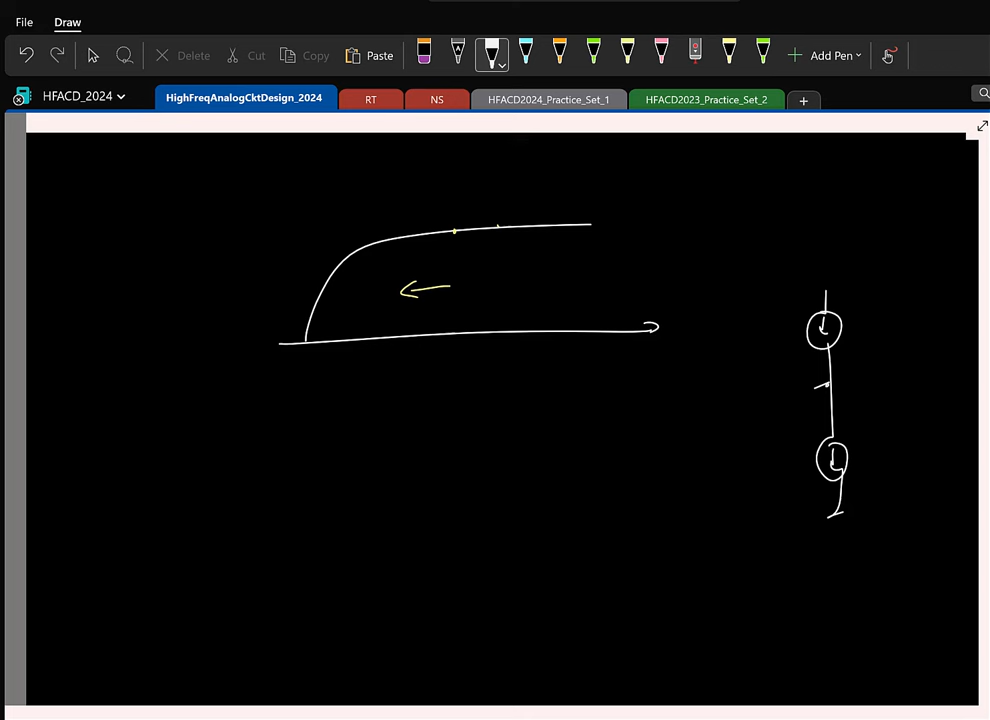 File Draw
Delete Cut Copy Paste Add Pen
HFACD_2024 HighFreqAnalogCktDesign_2024 RT NS HFACD2024_Practice_Set_1 HFACD2023_Practice_Set_2 +